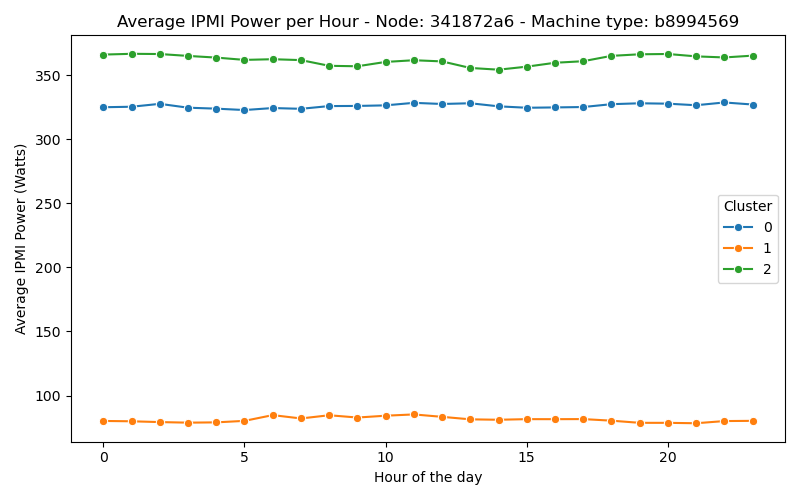 Average IPMI Power per Hour - Node: 341872a6 - Machine type: b8994569
Average IPMI Power (Watts)
350
300
250
200
150
100
Cluster
0
1
2
0 5 10 15 20
Hour of the day